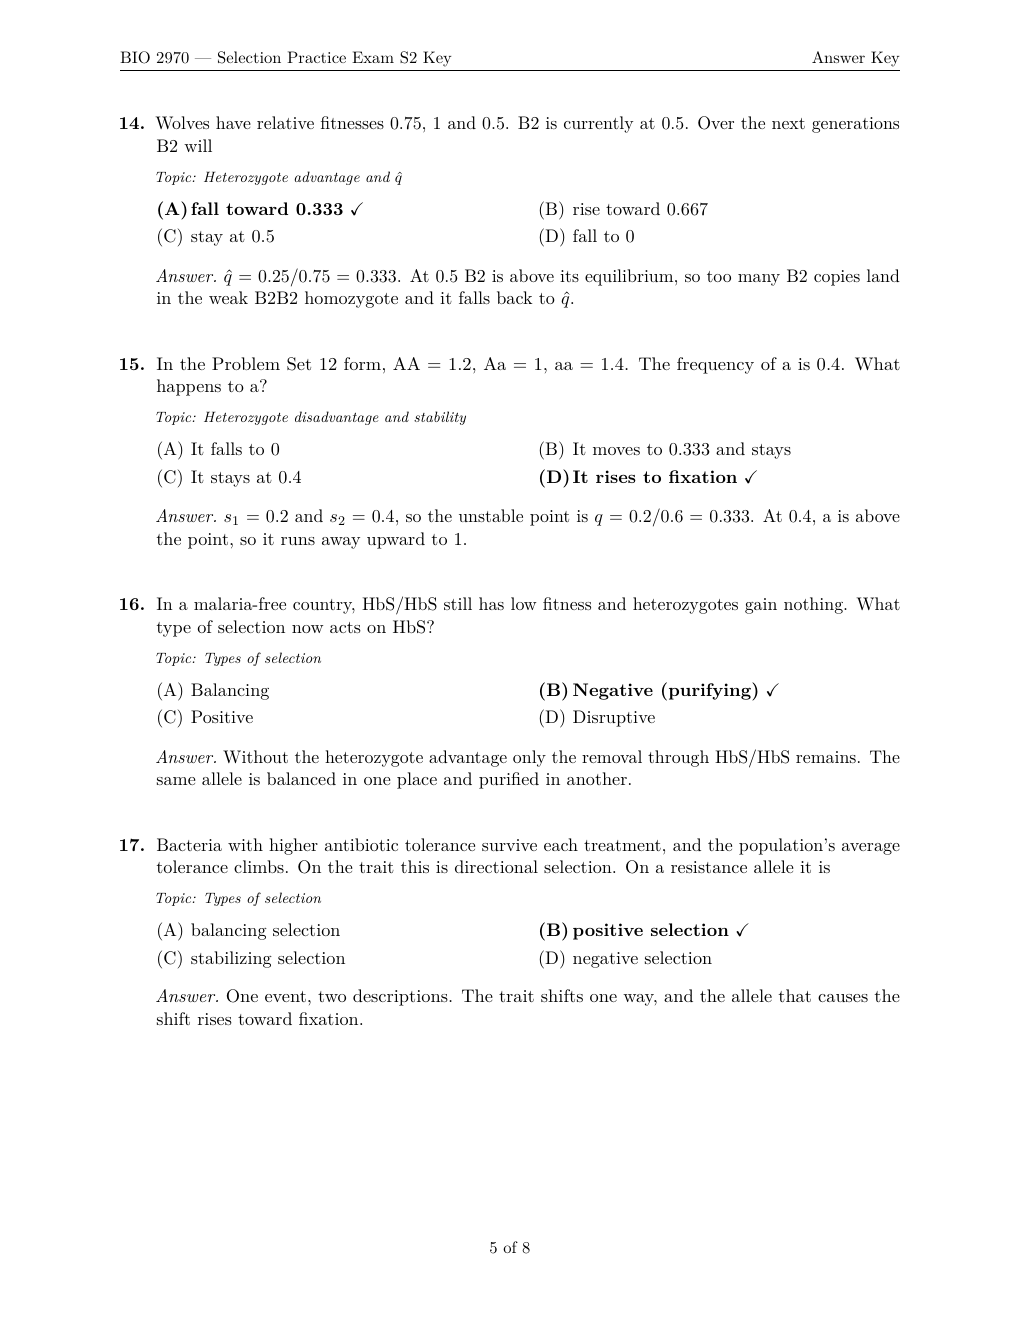 BIO 2970 — Selection Practice Exam S2 Key Answer Key
14. Wolves have relative fitnesses 0.75, 1 and 0.5. B2 is currently at 0.5. Over the next generations
B2 will
Topic: Heterozygote advantage and q̂
(A) fall toward 0.333 ✓ (B) rise toward 0.667
(C) stay at 0.5 (D) fall to 0
Answer. q̂ = 0.25/0.75 = 0.333. At 0.5 B2 is above its equilibrium, so too many B2 copies land
in the weak B2B2 homozygote and it falls back to q̂.
15. In the Problem Set 12 form, AA = 1.2, Aa = 1, aa = 1.4. The frequency of a is 0.4. What
happens to a?
Topic: Heterozygote disadvantage and stability
(A) It falls to 0 (B) It moves to 0.333 and stays
(C) It stays at 0.4 (D) It rises to fixation ✓
Answer. s₁ = 0.2 and s₂ = 0.4, so the unstable point is q = 0.2/0.6 = 0.333. At 0.4, a is above
the point, so it runs away upward to 1.
16. In a malaria-free country, HbS/HbS still has low fitness and heterozygotes gain nothing. What
type of selection now acts on HbS?
Topic: Types of selection
(A) Balancing (B) Negative (purifying) ✓
(C) Positive (D) Disruptive
Answer. Without the heterozygote advantage only the removal through HbS/HbS remains. The
same allele is balanced in one place and purified in another.
17. Bacteria with higher antibiotic tolerance survive each treatment, and the population's average
tolerance climbs. On the trait this is directional selection. On a resistance allele it is
Topic: Types of selection
(A) balancing selection (B) positive selection ✓
(C) stabilizing selection (D) negative selection
Answer. One event, two descriptions. The trait shifts one way, and the allele that causes the
shift rises toward fixation.
5 of 8